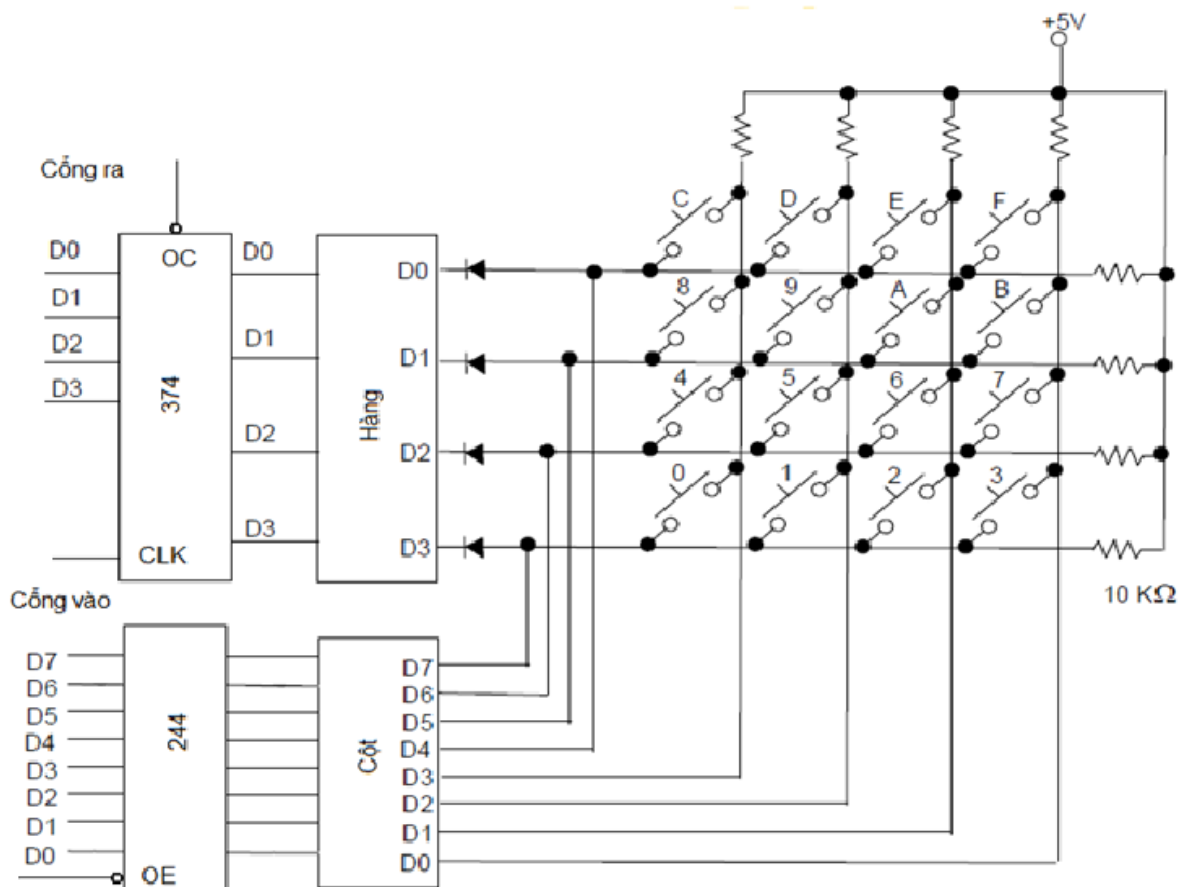 +5V
Cổng ra
C D E F
D0 OC D0 D0
D1
8 9 A B
D2 D1 D1
D3 374 Hàng
4 5 6 7
D2 D2
0 1 2 3
D3 D3
CLK
10 KΩ
Cổng vào
D7 D7
D6 D6
D5 D5
D4 244 Cột D4
D3 D3
D2 D2
D1 D1
D0 D0
OE